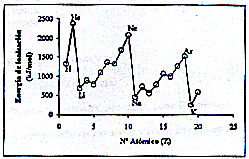 Energía de ionización
(kJ/mol)
2500
2000
1500
1000
500
0
He
H
Li
Ne
Na
Ar
K
0
5
10
15
20
25
Nº Atómico (Z)